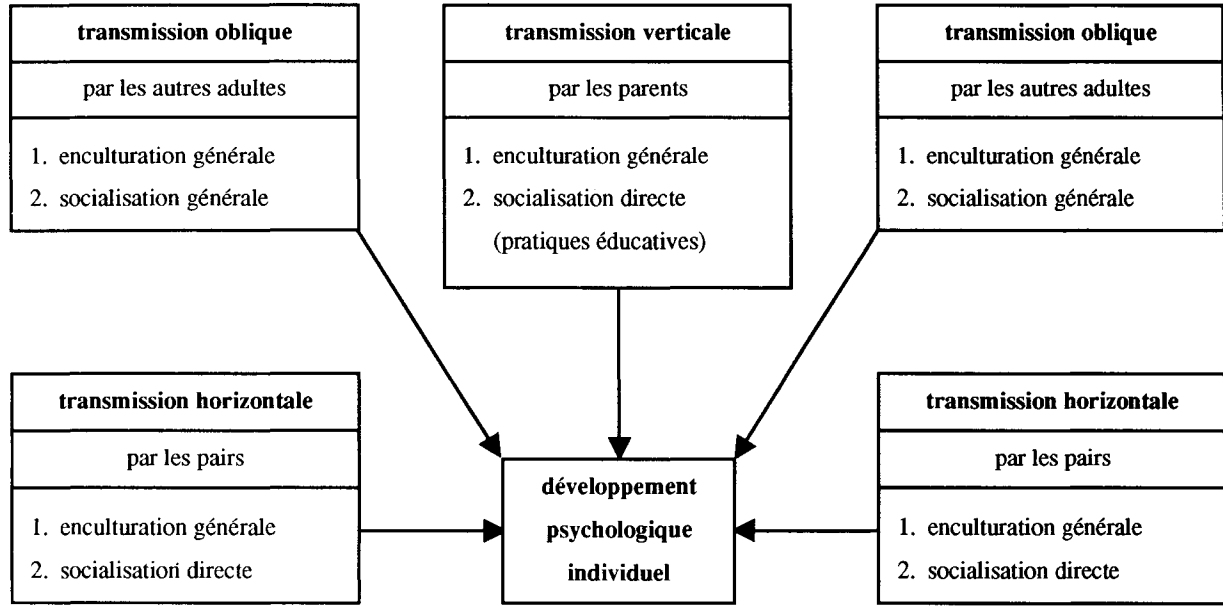 transmission oblique
par les autres adultes
1. enculturation générale
2. socialisation générale
transmission verticale
par les parents
1. enculturation générale
2. socialisation directe
(pratiques éducatives)
transmission oblique
par les autres adultes
1. enculturation générale
2. socialisation générale
transmission horizontale
par les pairs
1. enculturation générale
2. socialisation directe
développement
psychologique
individuel
transmission horizontale
par les pairs
1. enculturation générale
2. socialisation directe